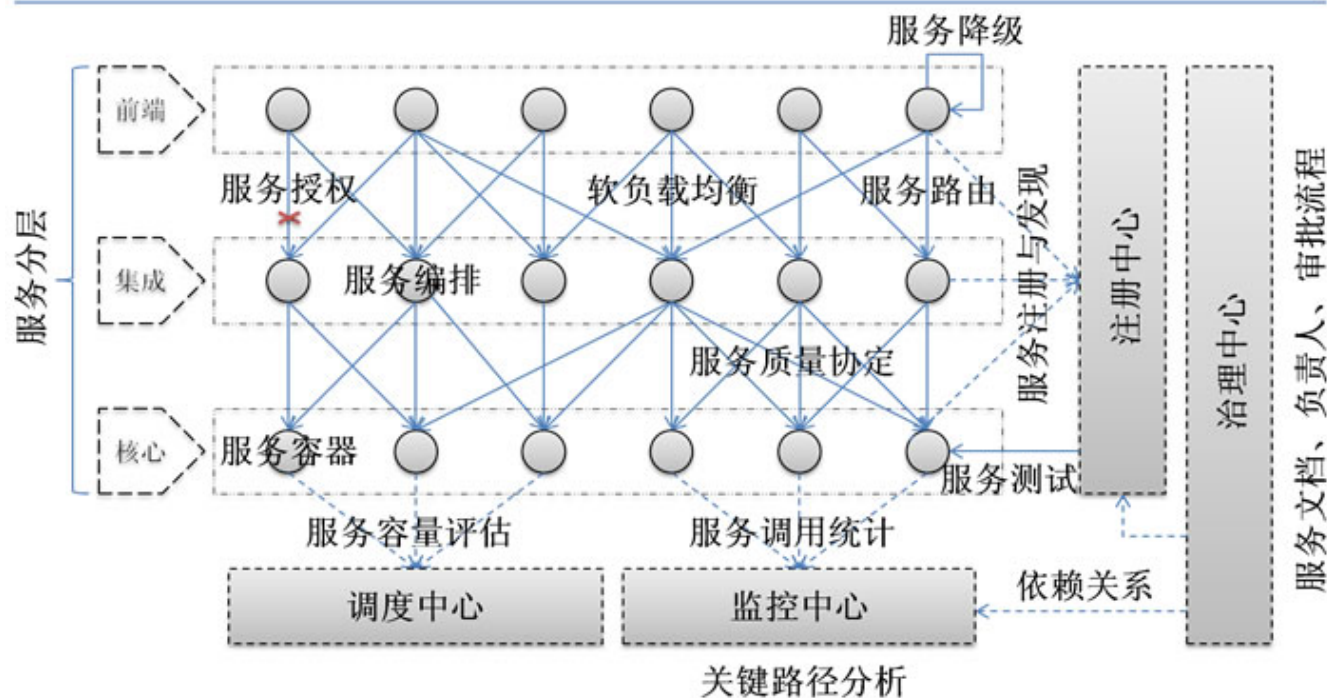 服务降级
前端
服务授权
软负载均衡
服务路由
服务分层
集成
服务编排
服务注册与发现
注册中心
治理中心
服务文档、负责人、审批流程
服务质量协定
核心
服务容器
服务测试
服务容量评估
服务调用统计
调度中心
监控中心
依赖关系
关键路径分析